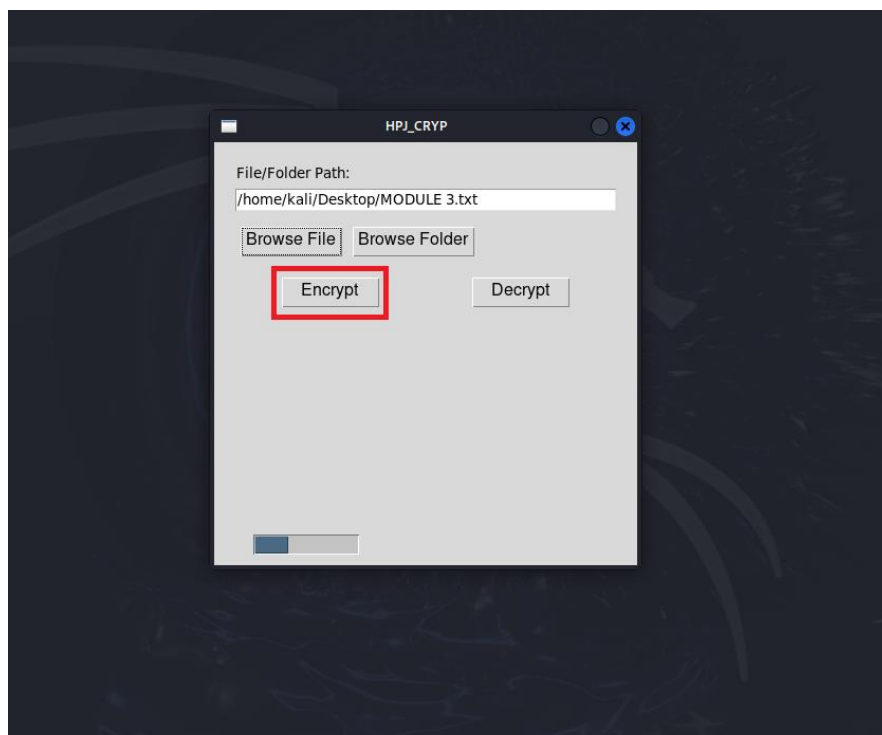 HPJ_CRYP
File/Folder Path:
/home/kali/Desktop/MODULE 3.txt
Browse File Browse Folder
Encrypt Decrypt